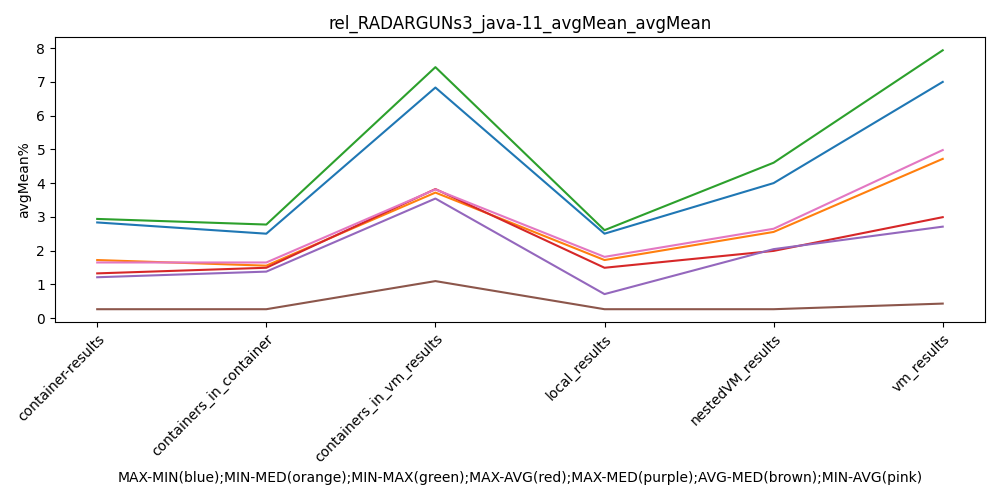 rel_RADARGUNs3_java-11_avgMean_avgMean
avgMean%
8
7
6
5
4
3
2
1
0
container-results
containers_in_container
containers_in_vm_results
local_results
nestedVM_results
vm_results
MAX-MIN(blue);MIN-MED(orange);MIN-MAX(green);MAX-AVG(red);MAX-MED(purple);AVG-MED(brown);MIN-AVG(pink)